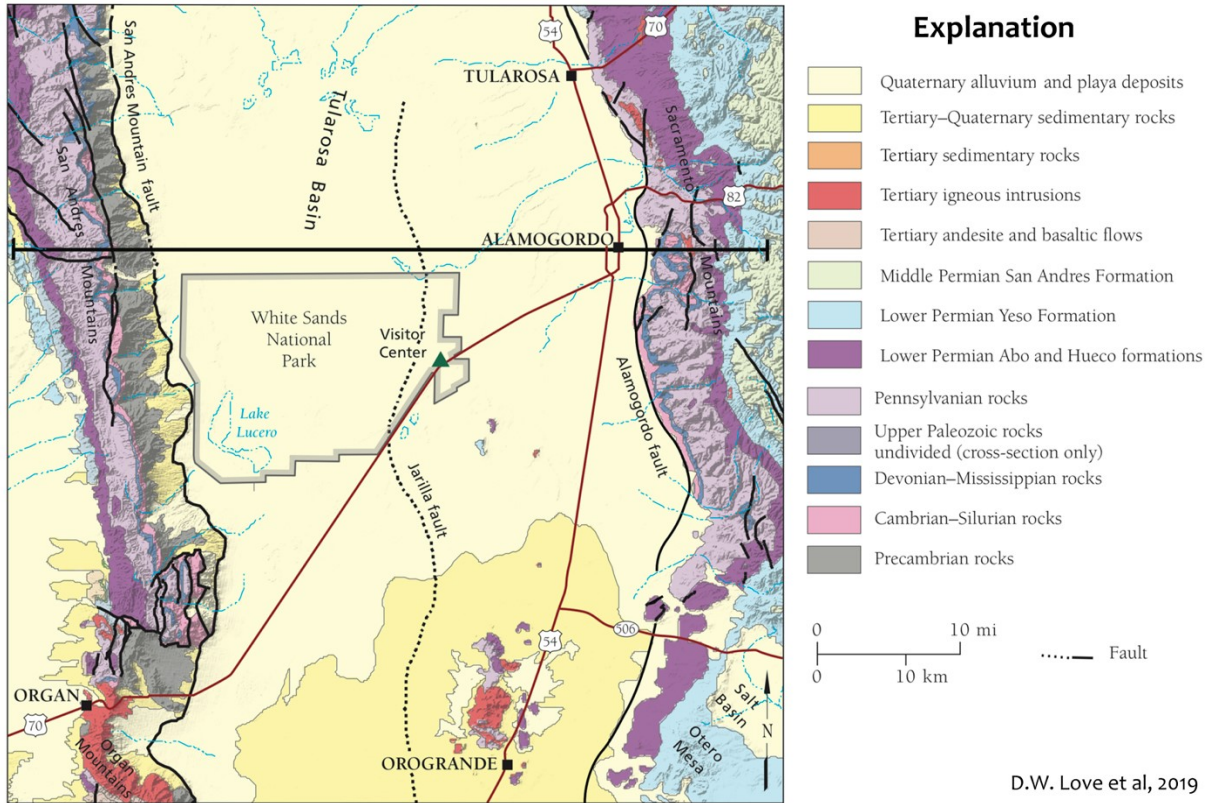 San Andres Mountain fault
Tularosa Basin
54
70
TULAROSA
Sacramento
Mountains
San Andres
Mountains
82
ALAMOGORDO
White Sands
National
Park
Visitor
Center
Lake
Lucero
Alamogordo fault
Jarilla fault
54
506
ORGAN
70
Organ
Mountains
OROGRANDE
Salt
Basin
Otero
Mesa
N
Explanation
Quaternary alluvium and playa deposits
Tertiary–Quaternary sedimentary rocks
Tertiary sedimentary rocks
Tertiary igneous intrusions
Tertiary andesite and basaltic flows
Middle Permian San Andres Formation
Lower Permian Yeso Formation
Lower Permian Abo and Hueco formations
Pennsylvanian rocks
Upper Paleozoic rocks
undivided (cross-section only)
Devonian–Mississippian rocks
Cambrian–Silurian rocks
Precambrian rocks
0 10 mi
0 10 km
Fault
D.W. Love et al, 2019